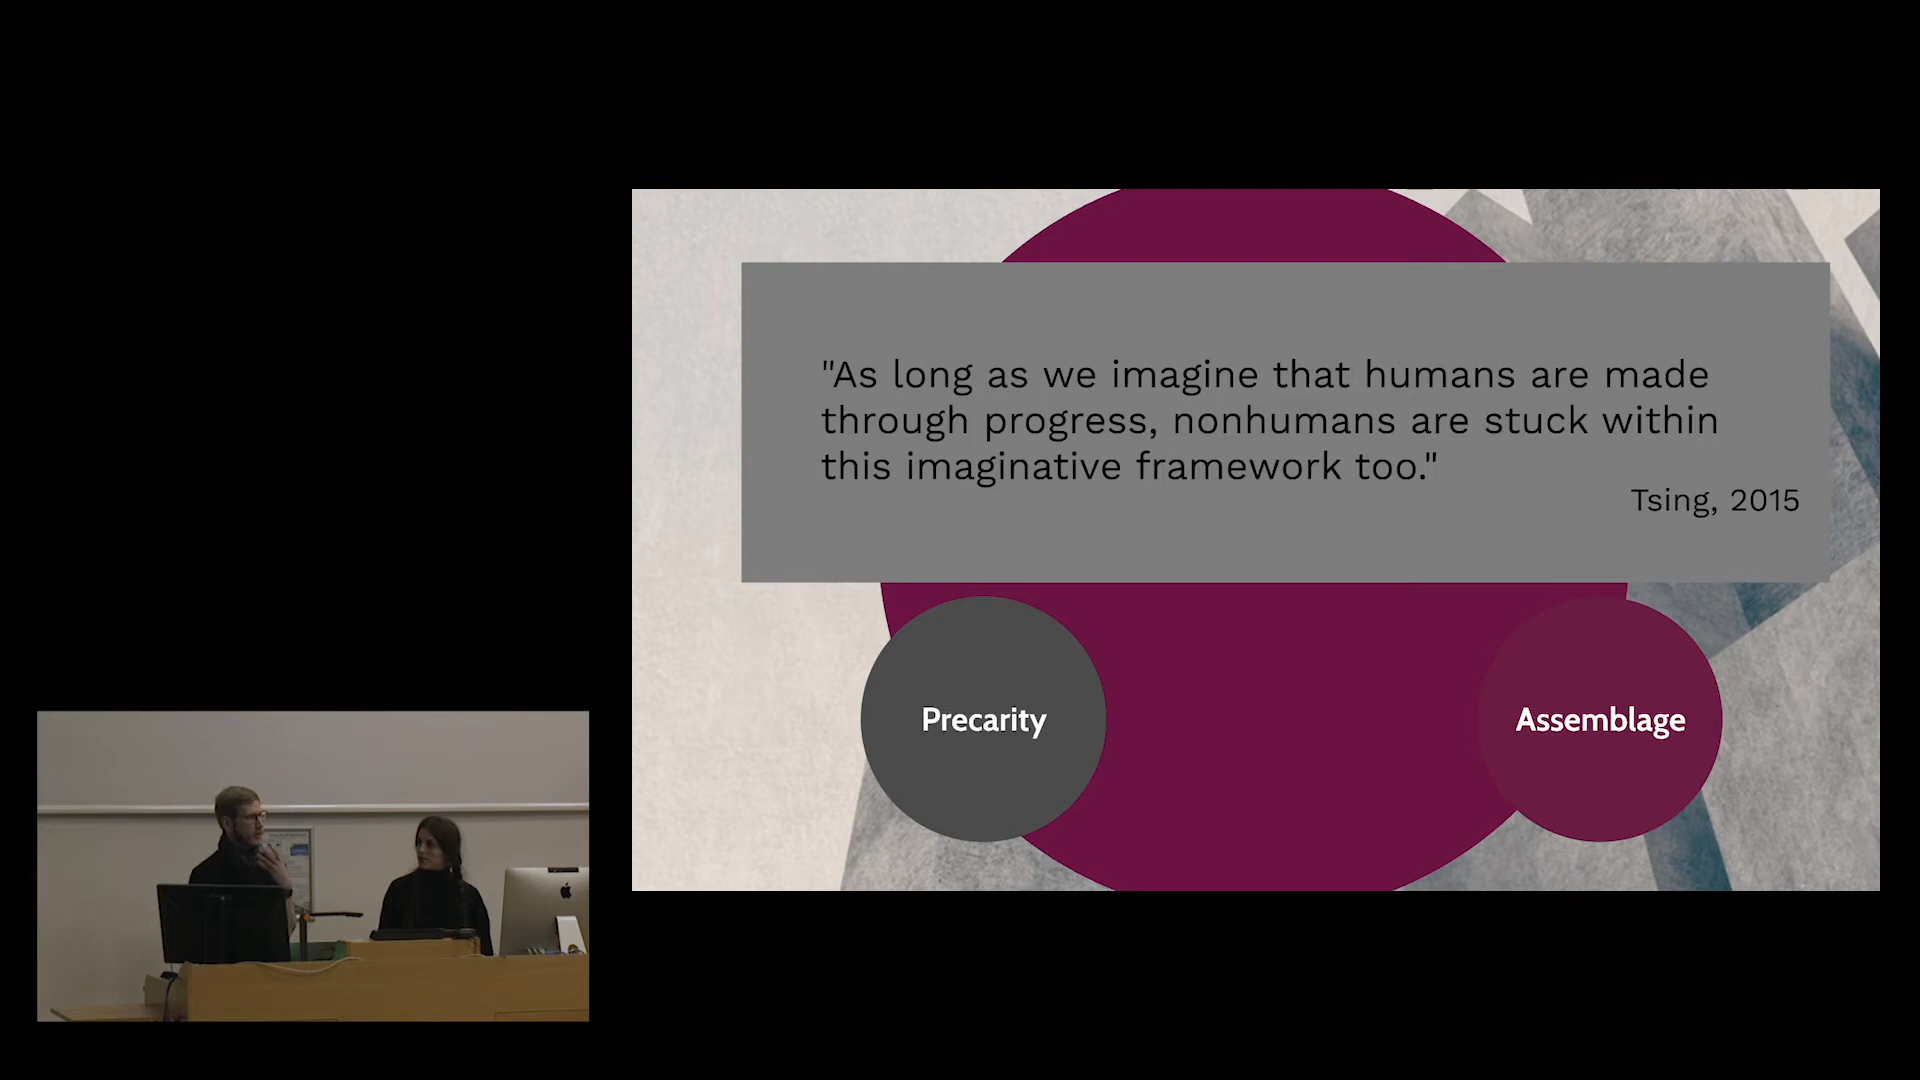 "As long as we imagine that humans are made
through progress, nonhumans are stuck within
this imaginative framework too."
Tsing, 2015
Precarity
Assemblage